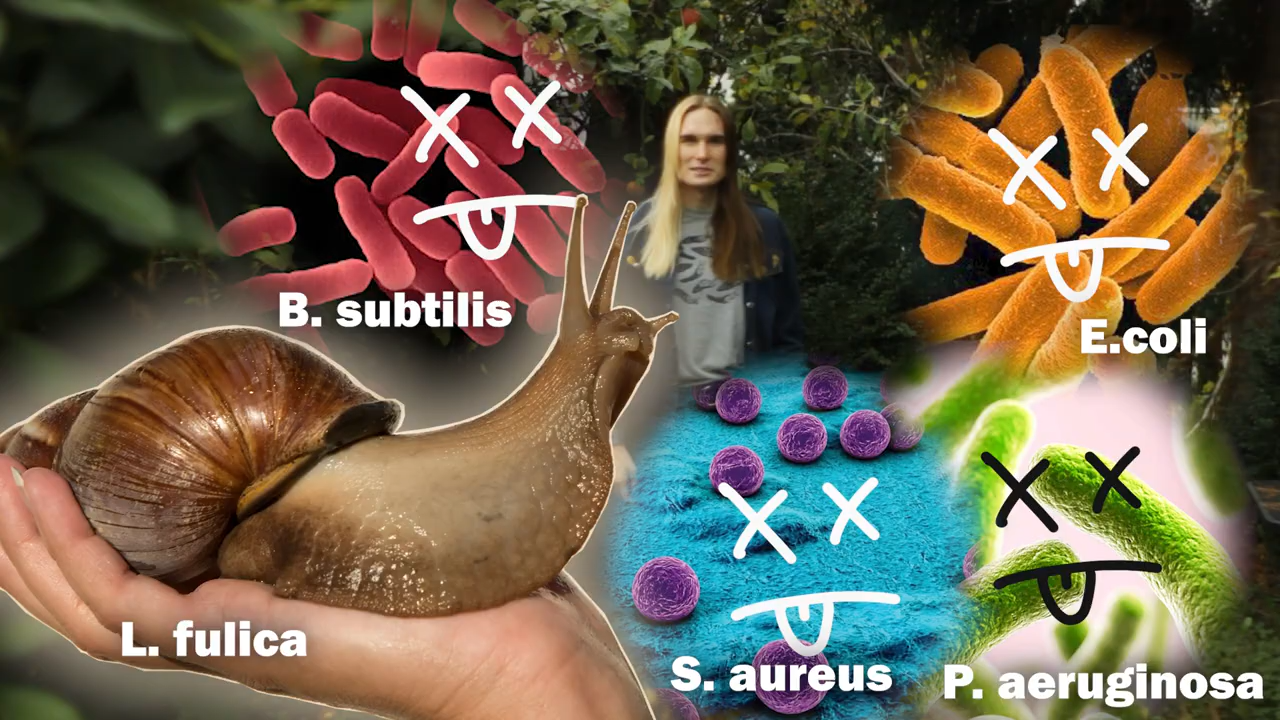 B. subtilis
E.coli
L. fulica
S. aureus
P. aeruginosa